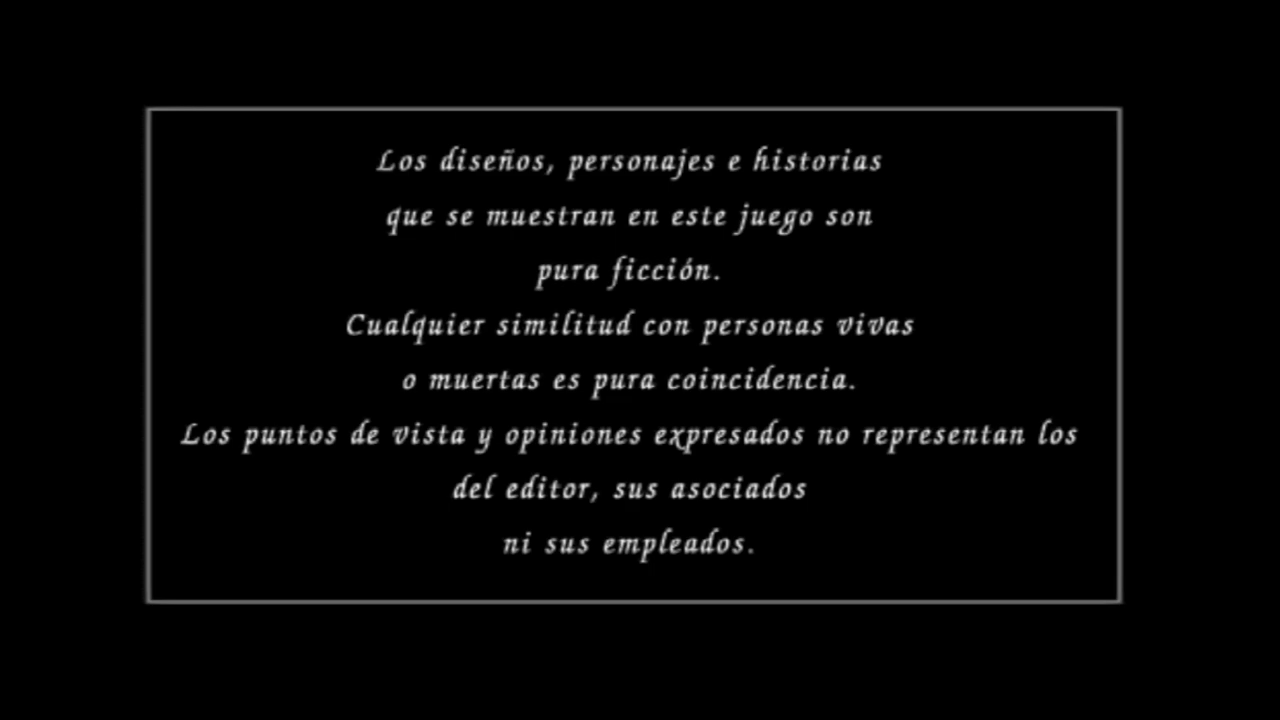 Los diseños, personajes e historias
que se muestran en este juego son
pura ficción.
Cualquier similitud con personas vivas
o muertas es pura coincidencia.
Los puntos de vista y opiniones expresados no representan los
del editor, sus asociados
ni sus empleados.